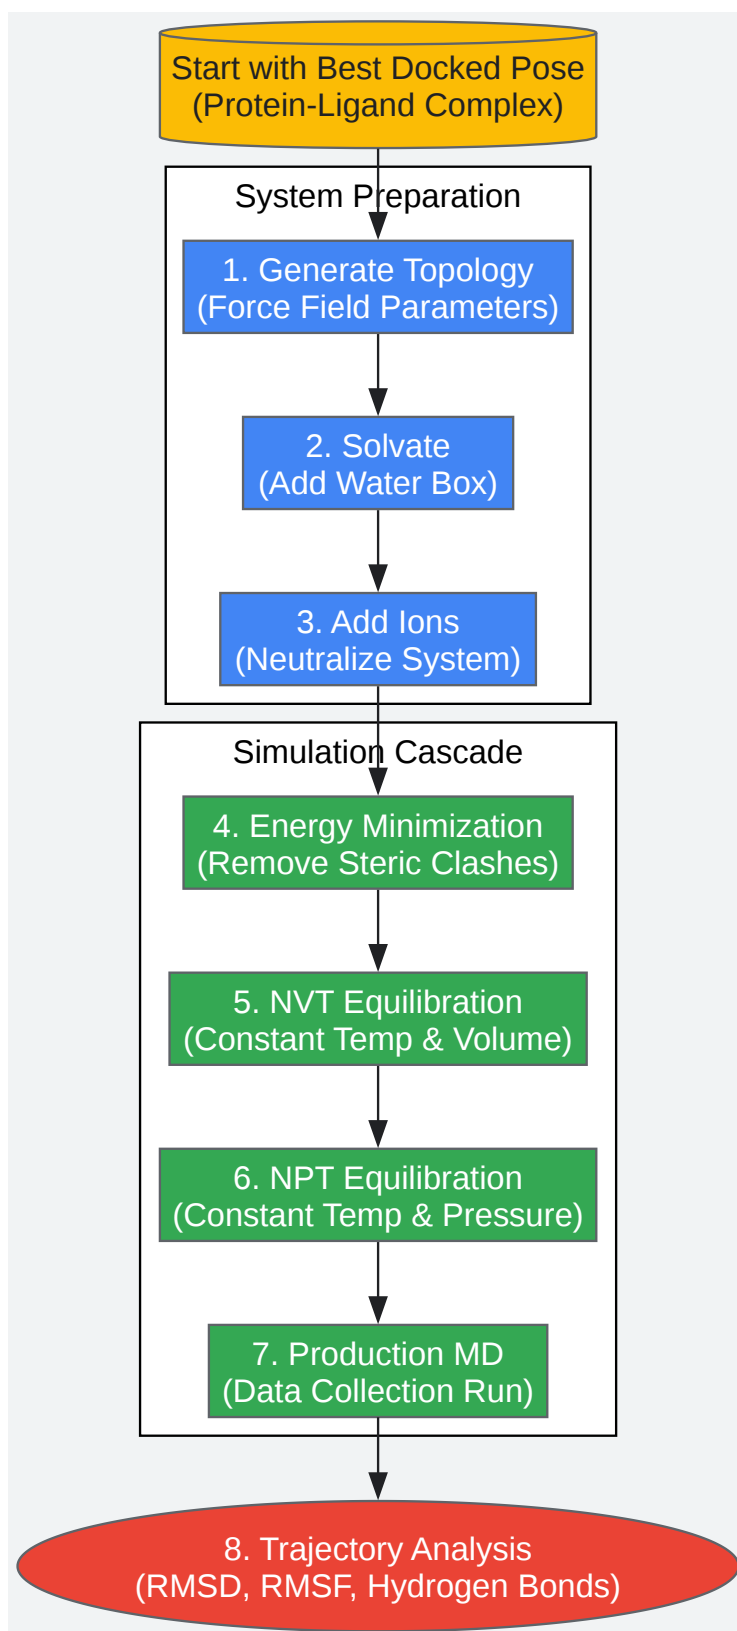 Start with Best Docked Pose
(Protein-Ligand Complex)
System Preparation
1. Generate Topology
(Force Field Parameters)
2. Solvate
(Add Water Box)
3. Add Ions
(Neutralize System)
Simulation Cascade
4. Energy Minimization
(Remove Steric Clashes)
5. NVT Equilibration
(Constant Temp & Volume)
6. NPT Equilibration
(Constant Temp & Pressure)
7. Production MD
(Data Collection Run)
8. Trajectory Analysis
(RMSD, RMSF, Hydrogen Bonds)